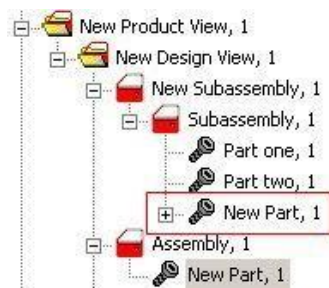 New Product View, 1
New Design View, 1
New Subassembly, 1
Subassembly, 1
Part one, 1
Part two, 1
New Part, 1
Assembly, 1
New Part, 1